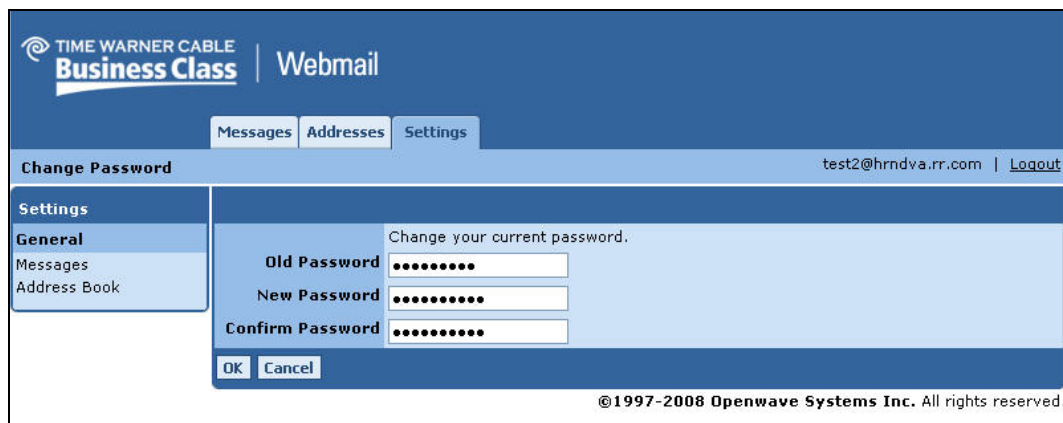 TIME WARNER CABLE
Business Class | Webmail
Messages Addresses Settings
Change Password
test2@hrndva.rr.com | Logout
Settings
General
Messages
Address Book
Change your current password.
Old Password •••••••••
New Password ••••••••••
Confirm Password ••••••••••
OK Cancel
©1997-2008 Openwave Systems Inc. All rights reserved